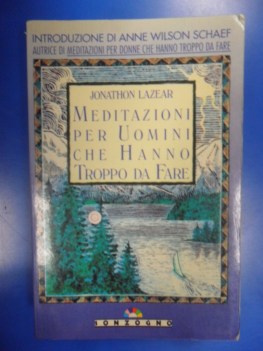 INTRODUZIONE DI ANNE WILSON SCHAEF
AUTRICE DI MEDITAZIONI PER DONNE CHE HANNO TROPPO DA FARE
JONATHON LAZEAR
MEDITAZIONI
PER UOMINI
CHE HANNO
TROPPO DA FARE
SONZOGNO